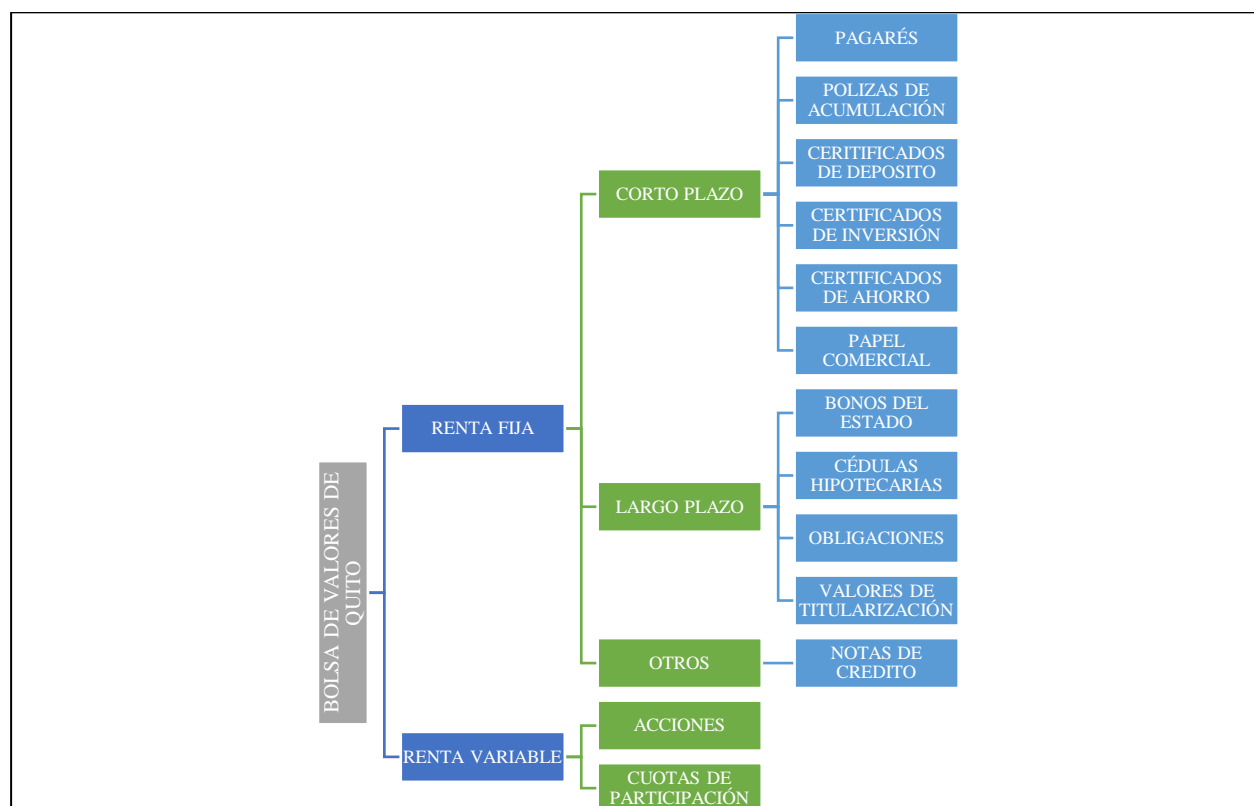 PAGARÉS
POLIZAS DE
ACUMULACIÓN
CERITIFICADOS
DE DEPOSITO
CORTO PLAZO
CERTIFICADOS
DE INVERSIÓN
CERTIFICADOS
DE AHORRO
PAPEL
COMERCIAL
BONOS DEL
ESTADO
RENTA FIJA
CÉDULAS
HIPOTECARIAS
LARGO PLAZO
OBLIGACIONES
VALORES DE
TITULARIZACIÓN
BOLSA DE VALORES DE
QUITO
OTROS
NOTAS DE
CREDITO
ACCIONES
RENTA VARIABLE
CUOTAS DE
PARTICIPACIÓN